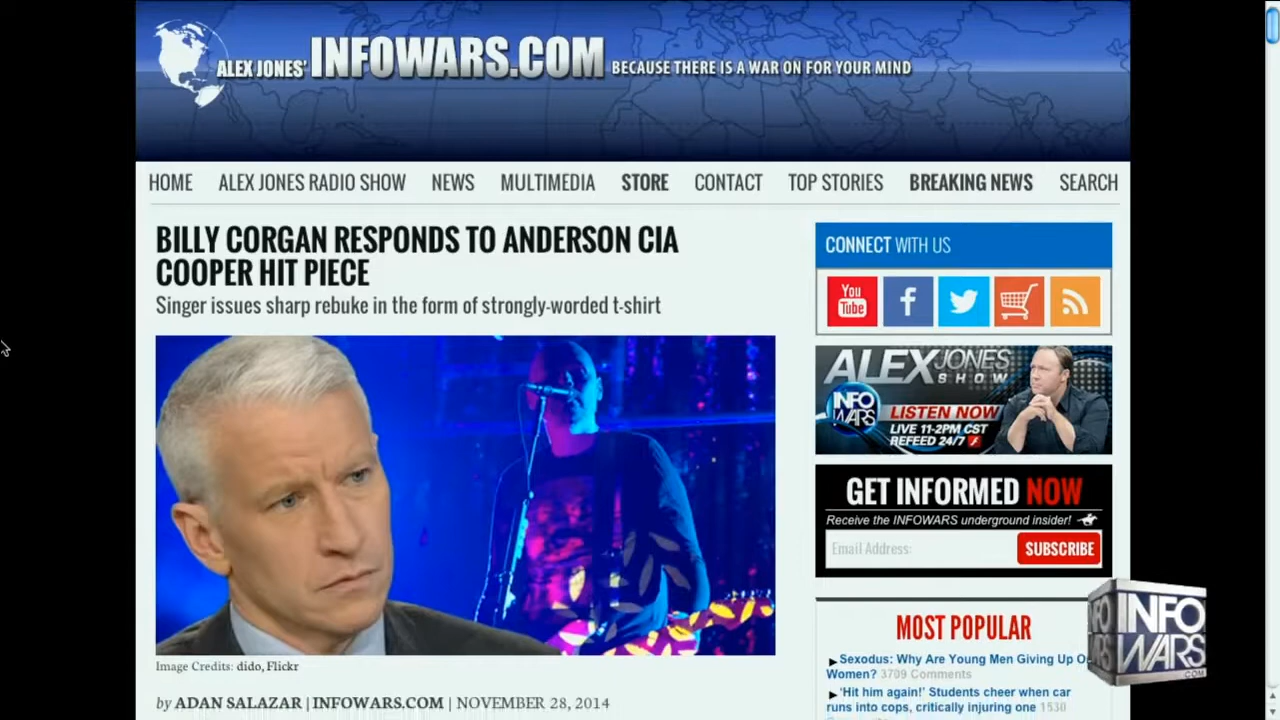 ALEX JONES' INFOWARS.COM BECAUSE THERE IS A WAR ON FOR YOUR MIND
HOME ALEX JONES RADIO SHOW NEWS MULTIMEDIA STORE CONTACT TOP STORIES BREAKING NEWS SEARCH
BILLY CORGAN RESPONDS TO ANDERSON CIA
COOPER HIT PIECE
Singer issues sharp rebuke in the form of strongly-worded t-shirt
Image Credits: dido, Flickr
by ADAN SALAZAR | INFOWARS.COM | NOVEMBER 28, 2014
CONNECT WITH US
You
Tube
ALEX JONES
SHOW
INFO
WARS
LISTEN NOW
LIVE 11-2PM CST
REFEED 24/7
GET INFORMED NOW
Receive the INFOWARS underground insider!
Email Address:
SUBSCRIBE
MOST POPULAR
Sexodus: Why Are Young Men Giving Up
Women? 3709 Comments
'Hit him again!' Students cheer when car
runs into cops, critically injuring one 1530
INFO
WARS
.COM